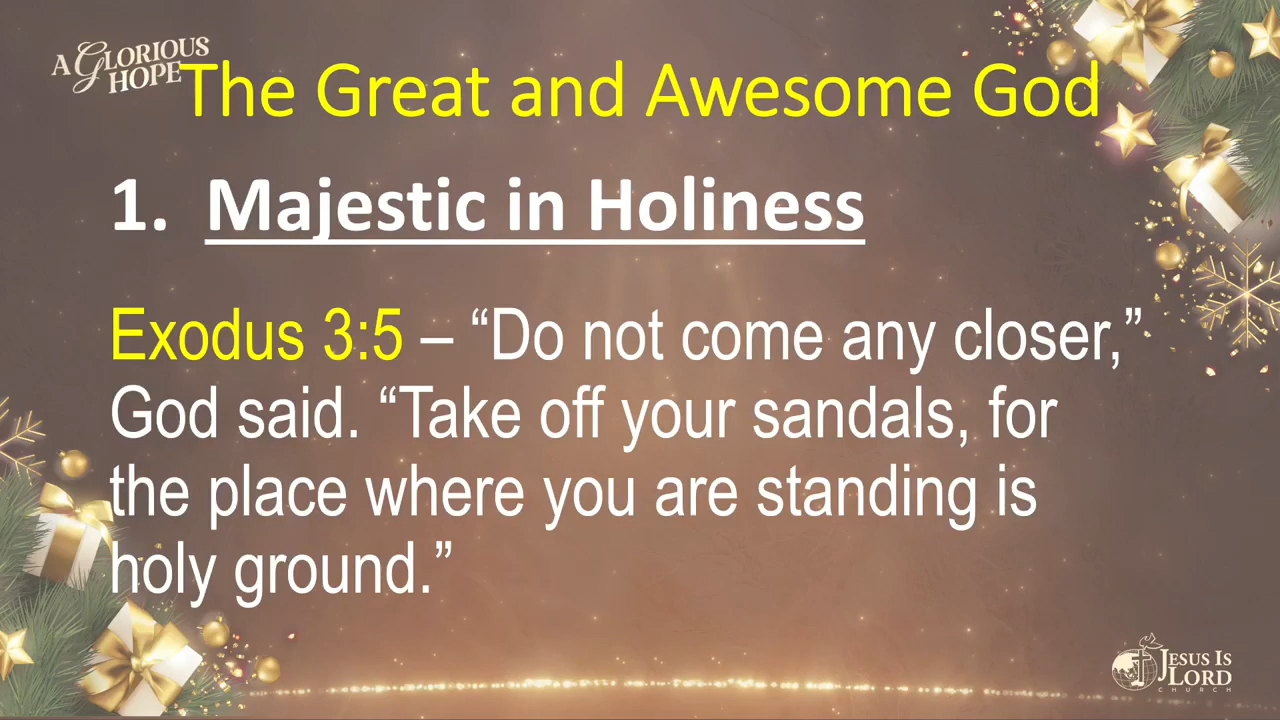 A GLORIOUS
HOPE
The Great and Awesome God
1. Majestic in Holiness
Exodus 3:5 – “Do not come any closer,”
God said. “Take off your sandals, for
the place where you are standing is
holy ground.”
JESUS IS
LORD
CHURCH